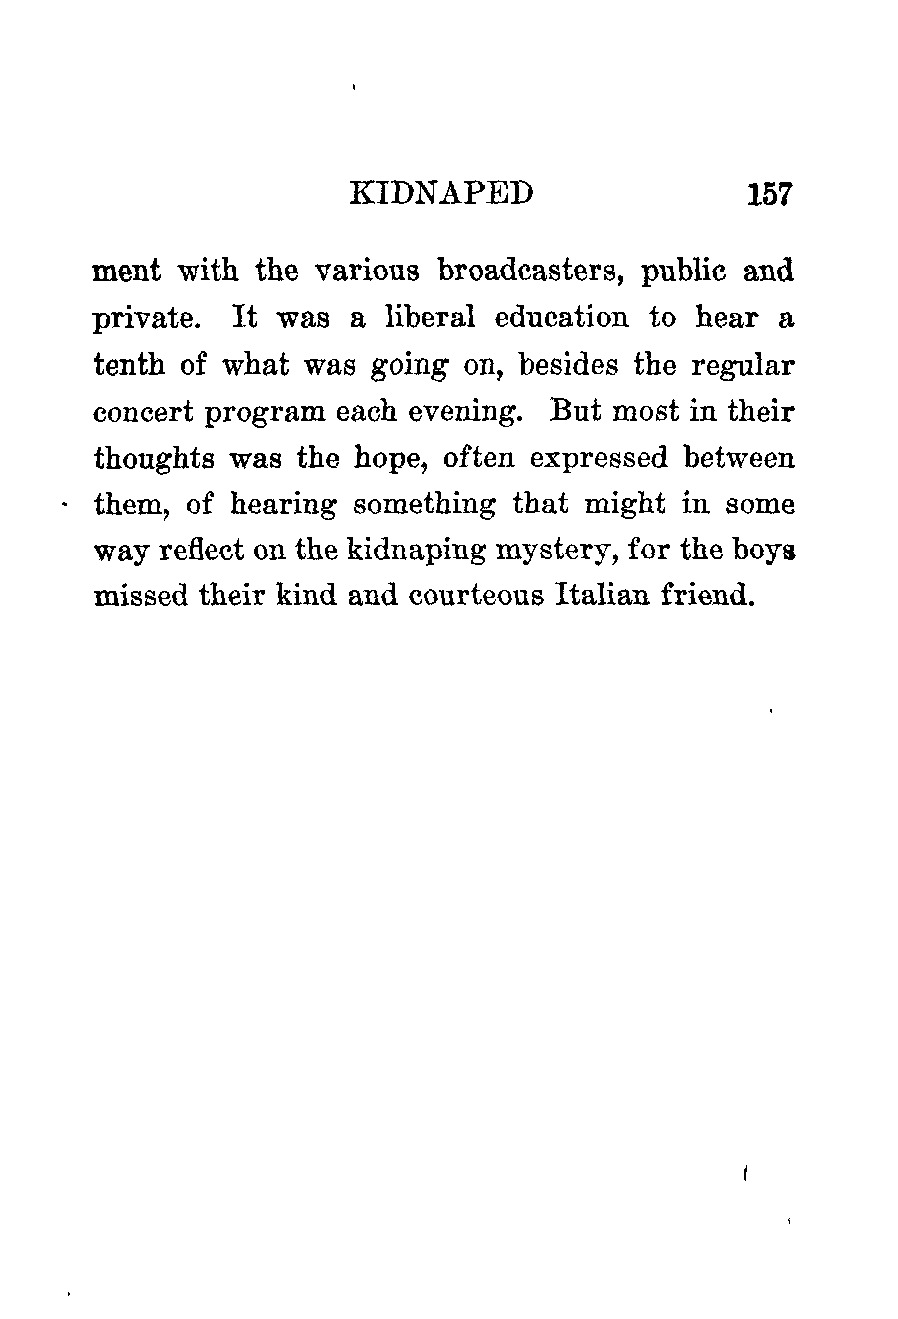 KIDNAPED 157
ment with the various broadcasters, public and
private. It was a liberal education to hear a
tenth of what was going on, besides the regular
concert program each evening. But most in their
thoughts was the hope, often expressed between
them, of hearing something that might in some
way reflect on the kidnaping mystery, for the boys
missed their kind and courteous Italian friend.